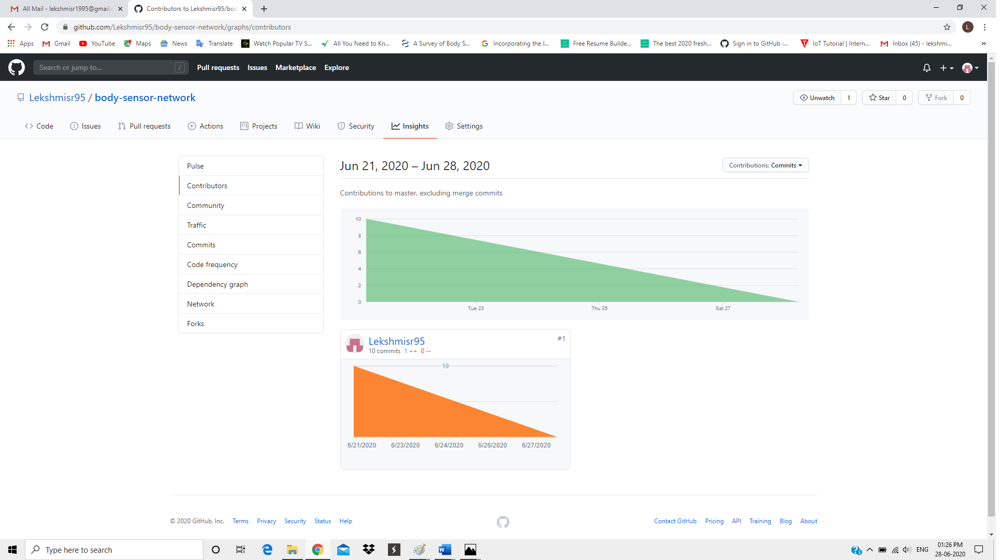 All Mail - lekshmisr1995@gmail.c
Contributors to Lekshmisr95/bod
github.com/Lekshmisr95/body-sensor-network/graphs/contributors
L
Apps Gmail YouTube Maps News Translate Watch Popular TV S... All You Need to Kn... A Survey of Body S... Incorporating the I... Free Resume Builde... The best 2020 fresh... Sign in to GitHub ·... IoT Tutorial | Intern... Inbox (45) - lekshmi... »
Search or jump to... / Pull requests Issues Marketplace Explore
Lekshmisr95 / body-sensor-network
Unwatch 1 Star 0 Fork 0
Code Issues Pull requests Actions Projects Wiki Security Insights Settings
Pulse
Contributors
Community
Traffic
Commits
Code frequency
Dependency graph
Network
Forks
Jun 21, 2020 – Jun 28, 2020
Contributions: Commits
Contributions to master, excluding merge commits
10
8
6
4
2
0
Tue 23 Thu 25 Sat 27
Lekshmisr95 #1
10 commits 1 ++ 0 --
10
6/21/2020 6/23/2020 6/24/2020 6/26/2020 6/27/2020
© 2020 GitHub, Inc. Terms Privacy Security Status Help
Contact GitHub Pricing API Training Blog About
Type here to search
ENG
01:26 PM
28-06-2020